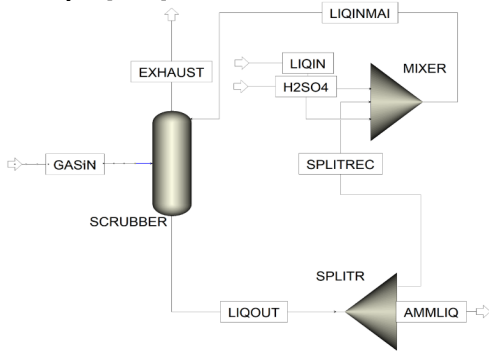 LIQINMAI
EXHAUST
LIQIN
MIXER
H2SO4
GASIN
SPLITREC
SCRUBBER
SPLITR
LIQOUT
AMMLIQ